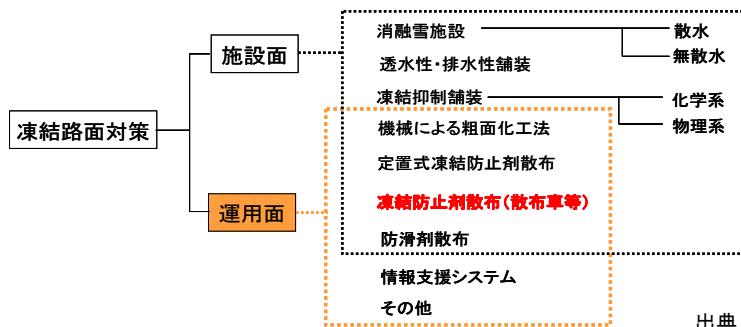 凍結路面対策
施設面
運用面
消融雪施設
散水
無散水
透水性・排水性舗装
凍結抑制舗装
化学系
物理系
機械による粗面化工法
定置式凍結防止剤散布
凍結防止剤散布(散布車等)
防滑剤散布
情報支援システム
その他
出典